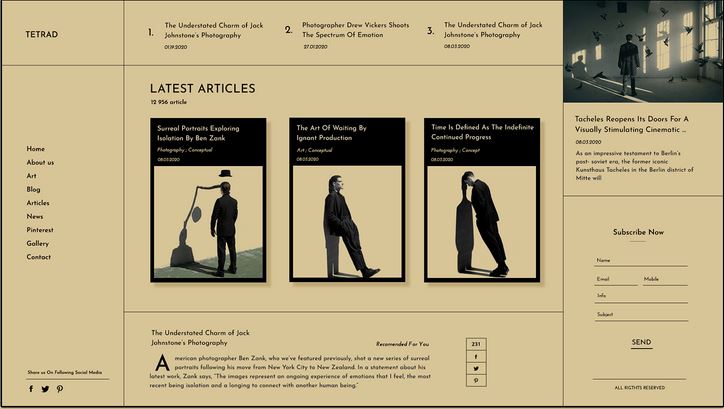 TETRAD
1.
The Understated Charm of Jack
Johnstone's Photography
01.19.2020
2.
Photographer Drew Vickers Shoots
The Spectrum Of Emotion
27.01.2020
3.
The Understated Charm of Jack
Johnstone's Photography
08.03.2020
Home
About us
Art
Blog
Articles
News
Pinterest
Gallery
Contact
Share us On Following Social Media
LATEST ARTICLES
12 956 article
Surreal Portraits Exploring
Isolation By Ben Zank
Photography ; Conceptual
08.03.2020
The Art Of Waiting By
Ignant Production
Art ; Conceptual
08.03.2020
Time Is Defined As The Indefinite
Continued Progress
Photography ; Concept
08.03.2020
The Understated Charm of Jack
Johnstone's Photography
Recomended For You
American photographer Ben Zank, who we've featured previously, shot a new series of surreal
portraits following his move from New York City to New Zealand. In a statement about his
latest work, Zank says, "The images represent an ongoing experience of emotions that I feel, the most
recent being isolation and a longing to connect with another human being."
231
Tacheles Reopens Its Doors For A
Visually Stimulating Cinematic ...
08.03.2020
As an impressive testament to Berlin's
post- soviet era, the former iconic
Kunsthaus Tacheles in the Berlin district of
Mitte will
Subscribe Now
Name
Email
Mobile
Info
Subject
SEND
ALL RIGTHS RESERVED